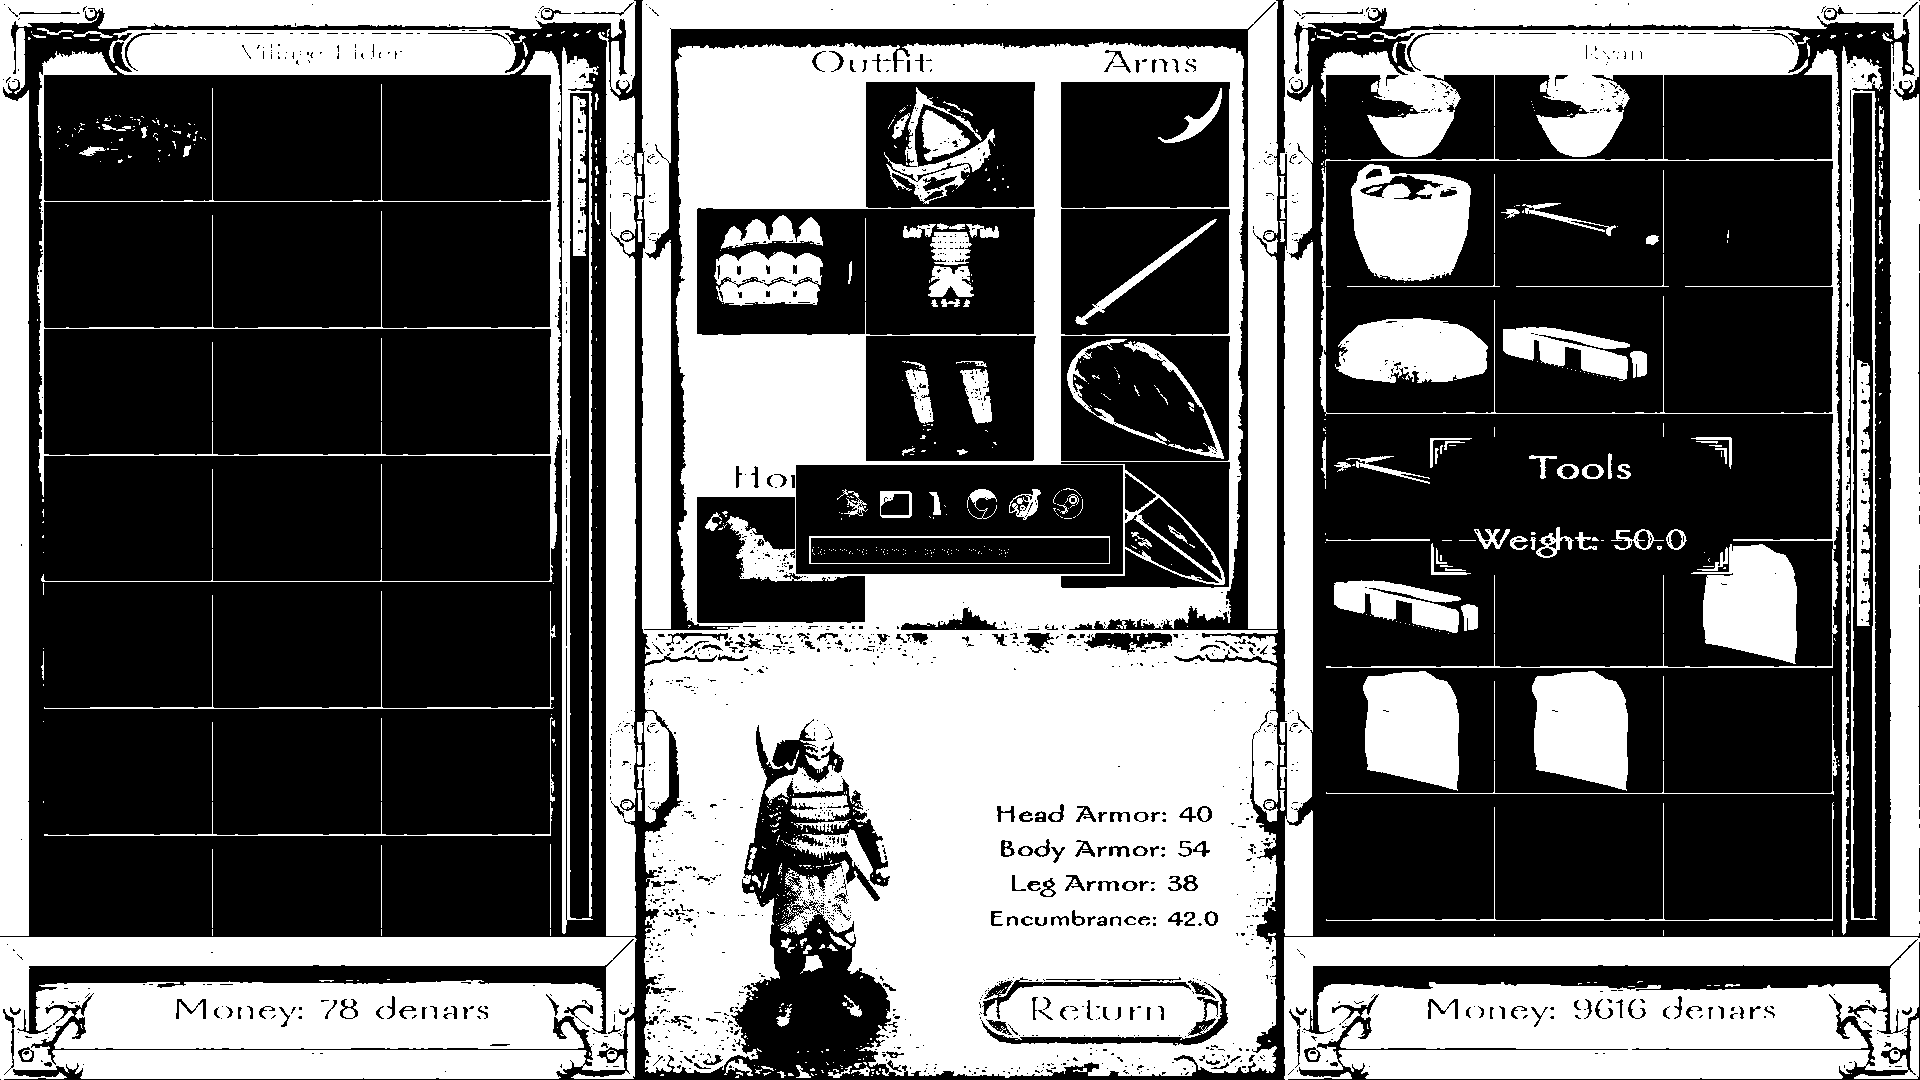 Village Elder
Outfit
Arms
Ryan
Tools
Weight: 50.0
Head Armor: 40
Body Armor: 54
Leg Armor: 38
Encumbrance: 42.0
Return
Money: 78 denars
Money: 9616 denars